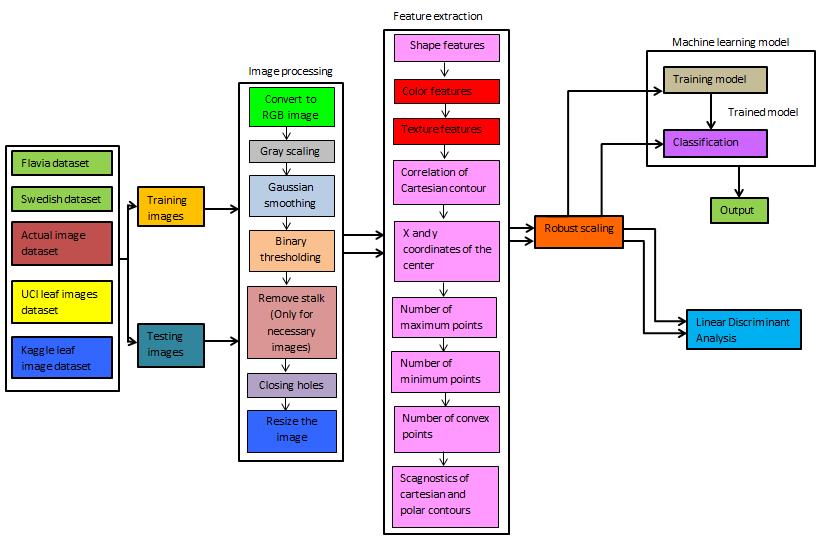 Feature extraction
Machine learning model
Image processing
Flavia dataset
Swedish dataset
Actual image
dataset
UCI leaf images
dataset
Kaggle leaf
image dataset
Training
images
Testing
images
Convert to
RGB image
Gray scaling
Gaussian
smoothing
Binary
thresholding
Remove stalk
(Only for
necessary
images)
Closing holes
Resize the
image
Shape features
Color features
Texture features
Correlation of
Cartesian contour
X and y
coordinates of the
center
Number of
maximum points
Number of
minimum points
Number of convex
points
Scagnostics of
cartesian and
polar contours
Robust scaling
Training model
Trained model
Classification
Output
Linear Discriminant
Analysis